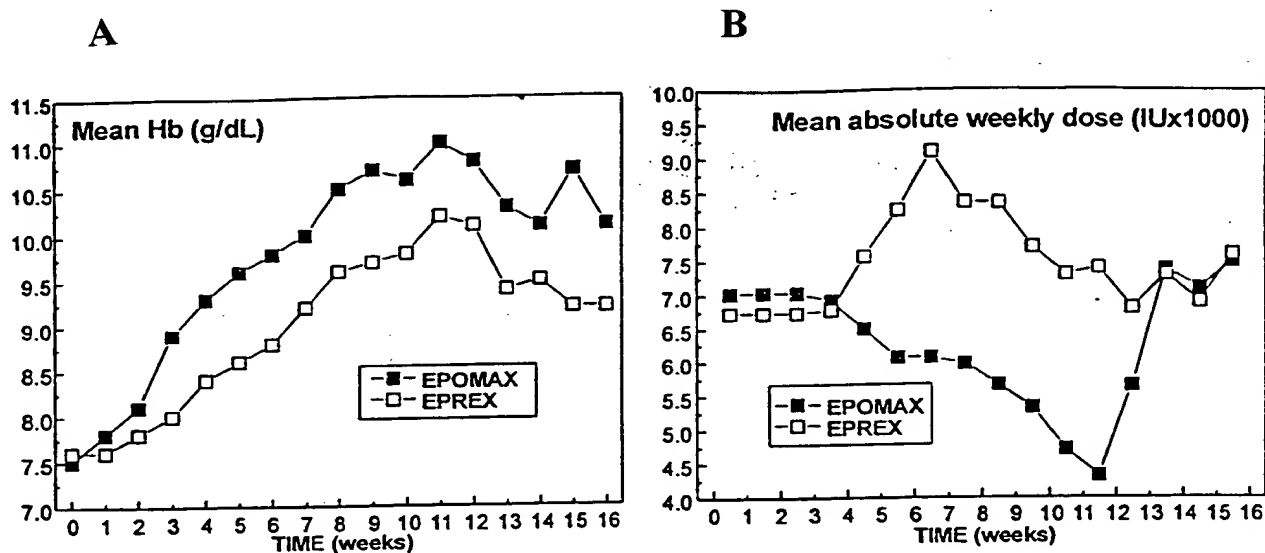 A
B
Mean Hb (g/dL)
11.5
11.0
10.5
10.0
9.5
9.0
8.5
8.0
7.5
7.0
EPOMAX
EPREX
0 1 2 3 4 5 6 7 8 9 10 11 12 13 14 15 16
TIME (weeks)
Mean absolute weekly dose (IUx1000)
10.0
9.5
9.0
8.5
8.0
7.5
7.0
6.5
6.0
5.5
5.0
4.5
4.0
EPOMAX
EPREX
0 1 2 3 4 5 6 7 8 9 10 11 12 13 14 15 16
TIME (weeks)